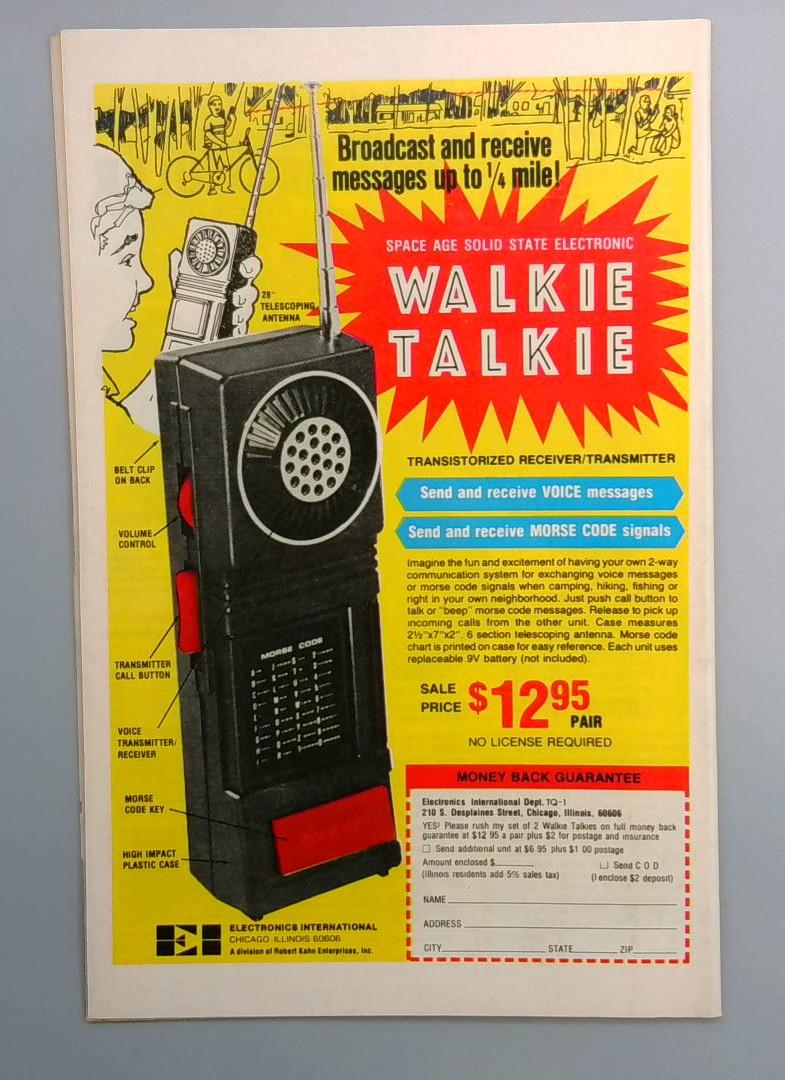 Broadcast and receive
messages up to 1/4 mile!
SPACE AGE SOLID STATE ELECTRONIC
WALKIE
TALKIE
28"
TELESCOPING
ANTENNA
TRANSISTORIZED RECEIVER/TRANSMITTER
BELT CLIP
ON BACK
Send and receive VOICE messages
VOLUME
CONTROL
Send and receive MORSE CODE signals
Imagine the fun and excitement of having your own 2-way
communication system for exchanging voice messages
or morse code signals when camping, hiking, fishing or
right in your own neighborhood. Just push call button to
talk or "beep" morse code messages. Release to pick up
incoming calls from the other unit. Case measures
2½"x7"x2". 6 section telescoping antenna. Morse code
chart is printed on case for easy reference. Each unit uses
replaceable 9V battery (not included).
MORSE CODE
TRANSMITTER
CALL BUTTON
SALE
PRICE $12 95
PAIR
NO LICENSE REQUIRED
VOICE
TRANSMITTER/
RECEIVER
MORSE
CODE KEY
HIGH IMPACT
PLASTIC CASE
MONEY BACK GUARANTEE
Electronics International Dept. TQ-1
210 S. Desplaines Street, Chicago, Illinois, 60606
YES! Please rush my set of 2 Walkie Talkies on full money back
guarantee at $12 95 a pair plus $2 for postage and insurance
Send additional unit at $6 95 plus $1 00 postage
Amount enclosed $
Send C O D
(Illinois residents add 5% sales tax)
(I enclose $2 deposit)
NAME
ADDRESS
CITY STATE ZIP
EI
ELECTRONICS INTERNATIONAL
CHICAGO ILLINOIS 60606
A division of Robert Kahn Enterprises, Inc.